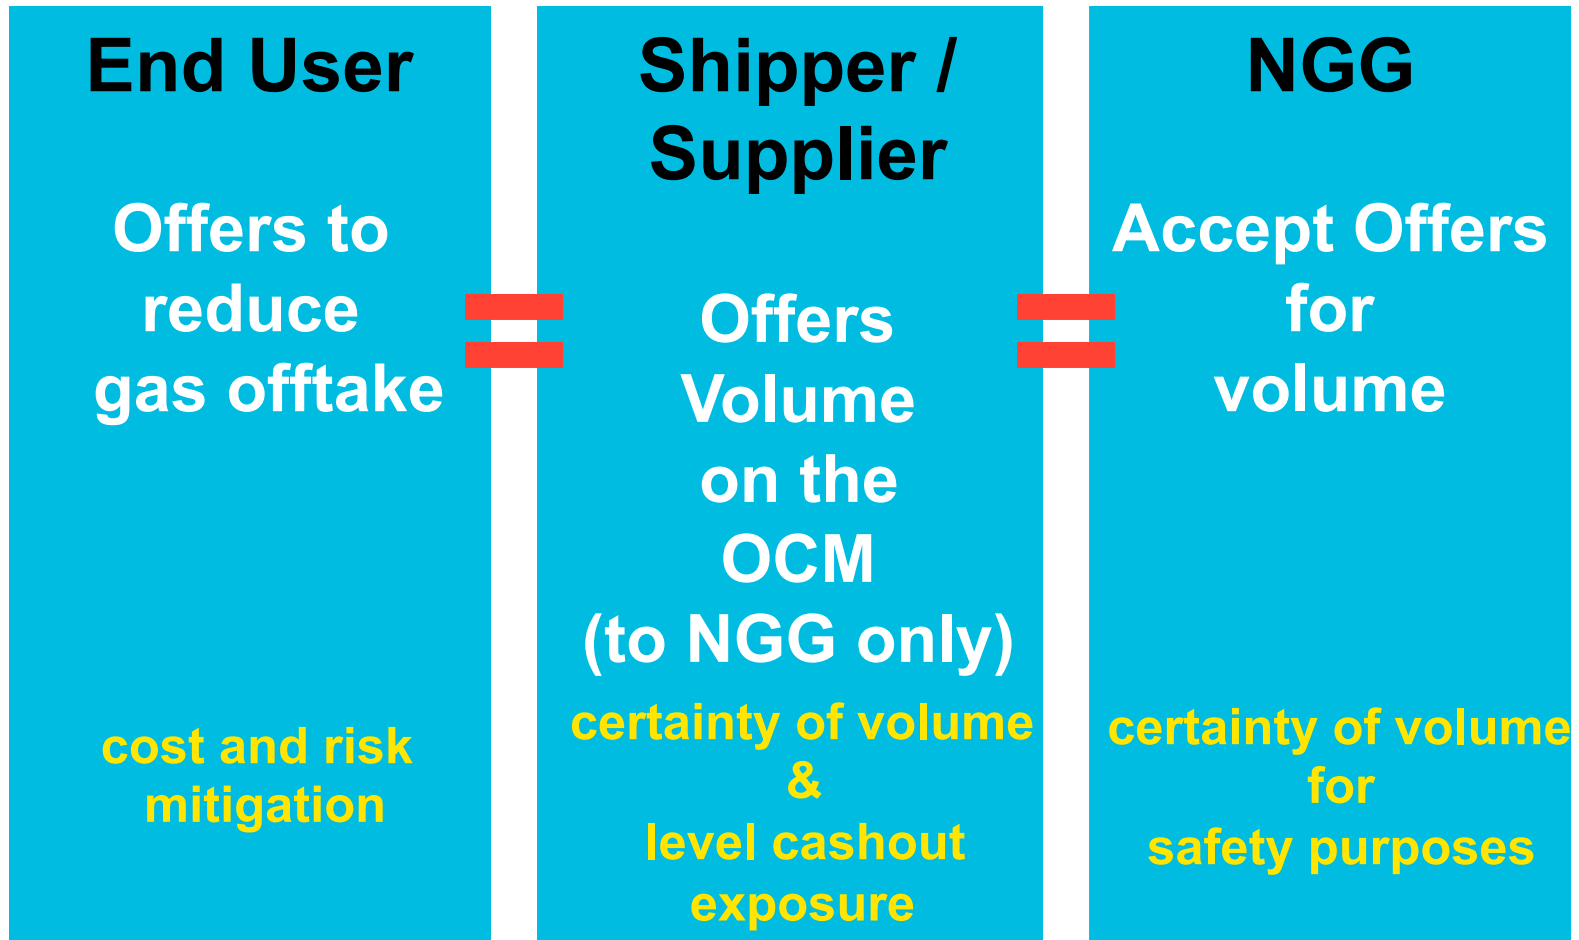 End User
Offers to
reduce
gas offtake
cost and risk
mitigation
Shipper /
Supplier
Offers
Volume
on the
OCM
(to NGG only)
certainty of volume
&
level cashout
exposure
NGG
Accept Offers
for
volume
certainty of volume
for
safety purposes